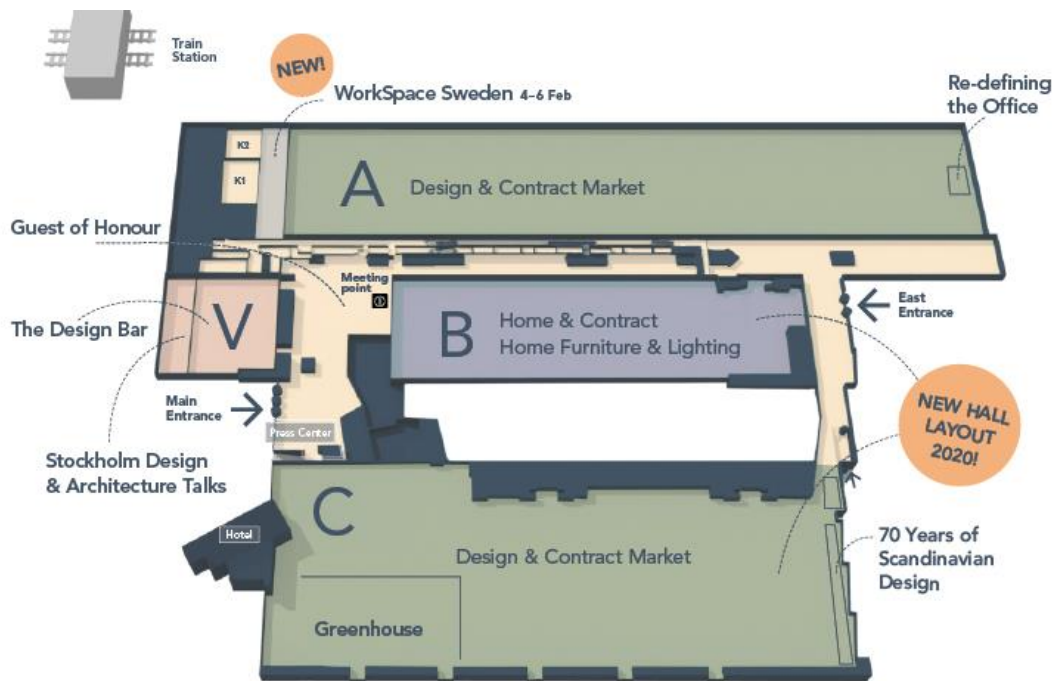 Train
Station
NEW!
WorkSpace Sweden 4–6 Feb
Re-defining
the Office
K2
K1
A
Design & Contract Market
Guest of Honour
Meeting
point
East
Entrance
The Design Bar
V
B
Home & Contract
Home Furniture & Lighting
Main
Entrance
Press Center
NEW HALL
LAYOUT
2020!
Stockholm Design
& Architecture Talks
C
Hotel
Design & Contract Market
70 Years of
Scandinavian
Design
Greenhouse